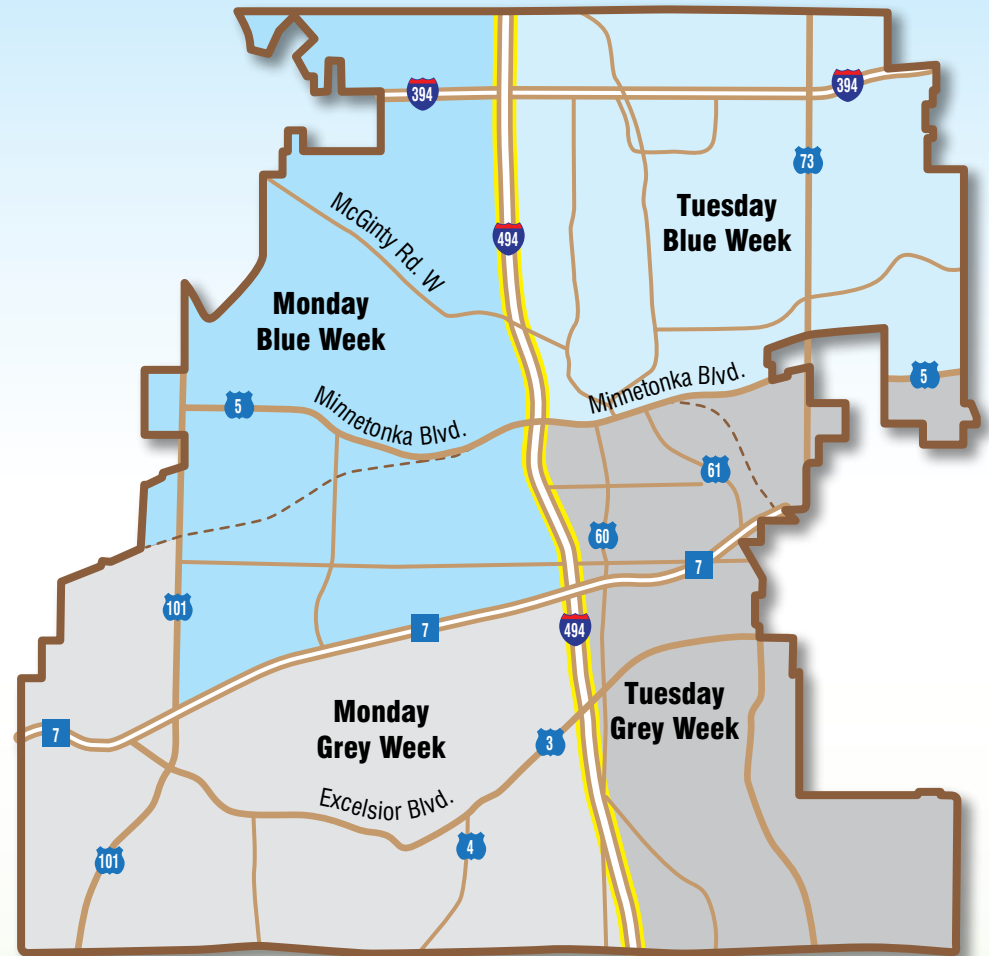 394
394
73
Tuesday
Blue Week
McGinty Rd. W
494
Monday
Blue Week
5
Minnetonka Blvd.
Minnetonka Blvd.
5
61
60
7
101
7
494
Monday
Grey Week
Tuesday
Grey Week
7
3
Excelsior Blvd.
4
101